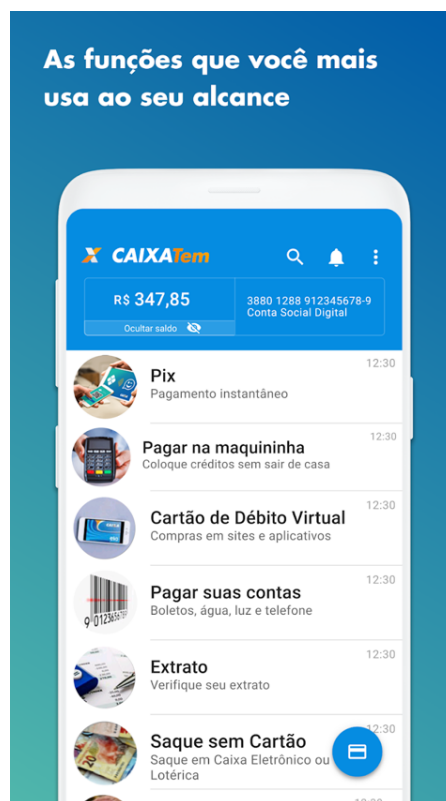 As funções que você mais
usa ao seu alcance
X CAIXATem
R$ 347,85
Ocultar saldo
3880 1288 912345678-9
Conta Social Digital
12:30
Pix
Pagamento instantâneo
12:30
Pagar na maquininha
Coloque créditos sem sair de casa
12:30
Cartão de Débito Virtual
Compras em sites e aplicativos
12:30
Pagar suas contas
Boletos, água, luz e telefone
12:30
Extrato
Verifique seu extrato
12:30
Saque sem Cartão
Saque em Caixa Eletrônico ou
Lotérica